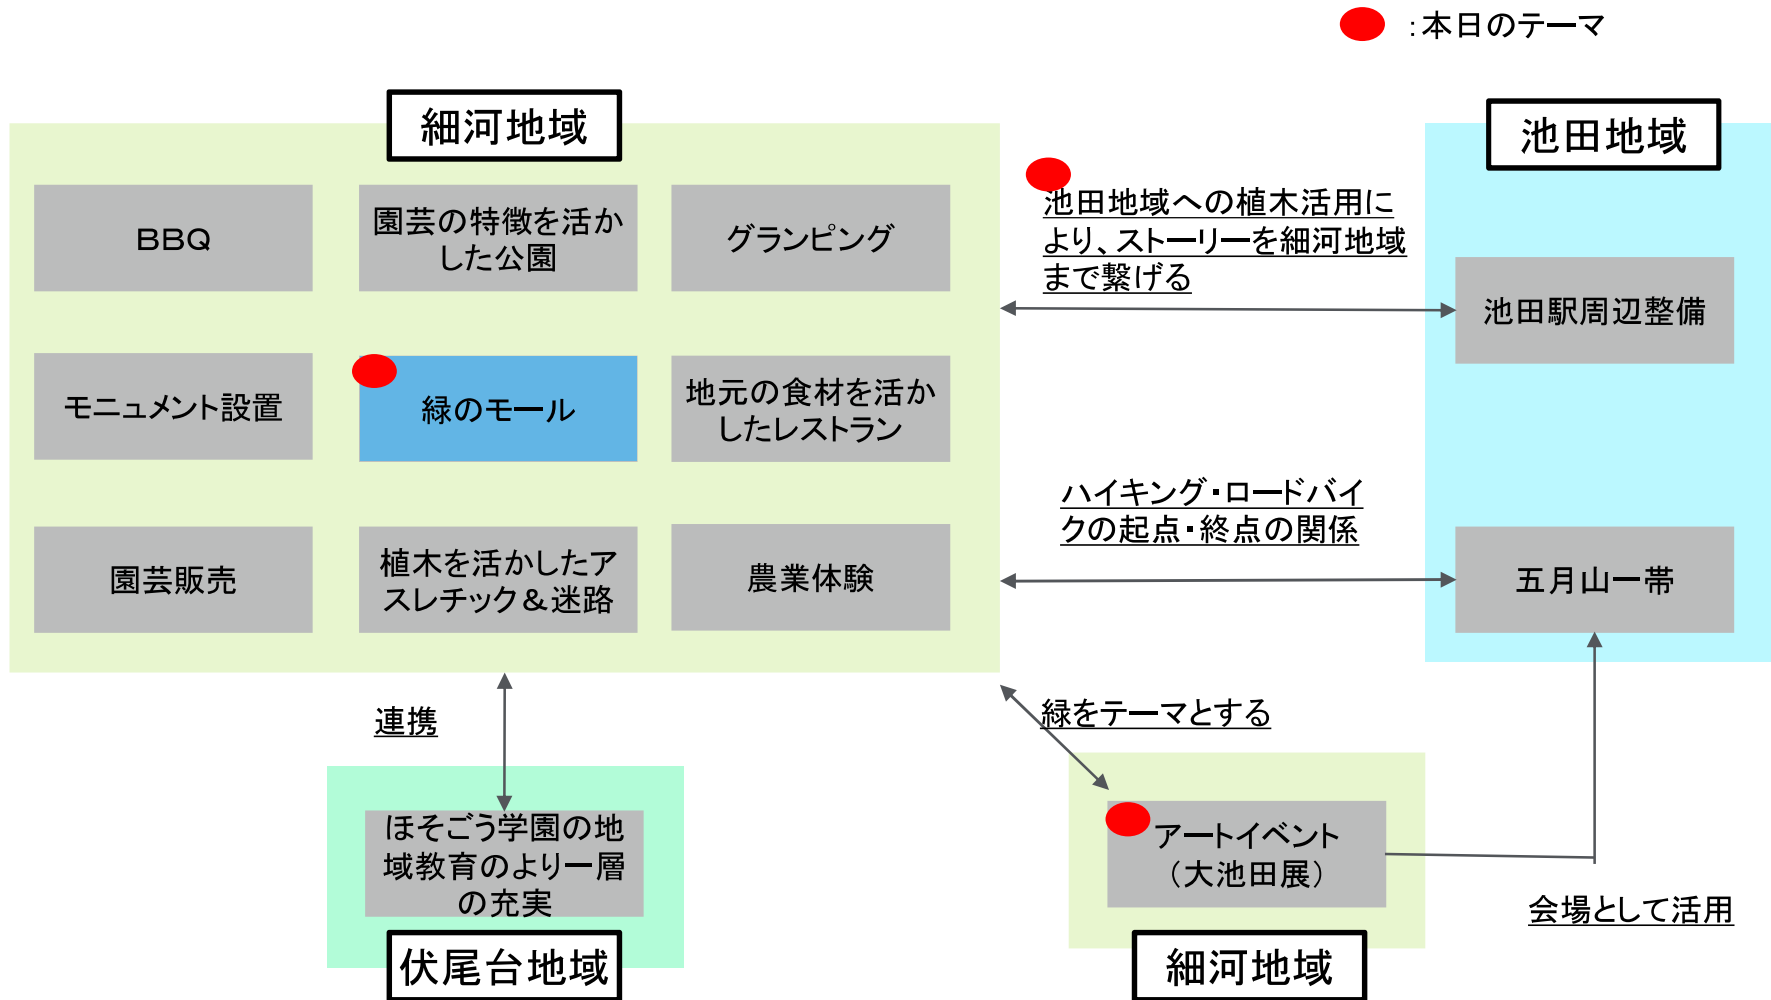 ：本日のテーマ
細河地域
池田地域
BBQ
園芸の特徴を活か
した公園
グランピング
池田地域への植木活用に
より、ストーリーを細河地域
まで繋げる
池田駅周辺整備
モニュメント設置
緑のモール
地元の食材を活か
したレストラン
ハイキング・ロードバイ
クの起点・終点の関係
園芸販売
植木を活かしたア
スレチック＆迷路
農業体験
五月山一帯
連携
緑をテーマとする
ほそごう学園の地
域教育のより一層
の充実
アートイベント
（大池田展）
会場として活用
伏尾台地域
細河地域